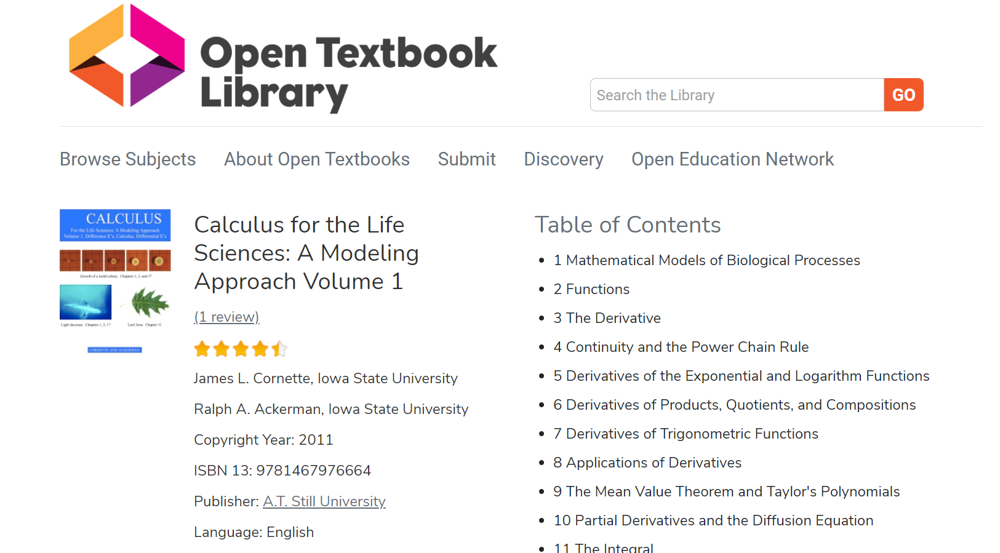 Open Textbook
Library
Search the Library
GO
Browse Subjects
About Open Textbooks
Submit
Discovery
Open Education Network
CALCULUS
For the Life Sciences: A Modeling Approach
Volume 1. Difference E's, Calculus, Differential E's
Growth of a mold colony. Chapters 1, 3, and 17
Light decrease. Chapters 1, 5, 17
Leaf Area. Chapter 11
CORNETTE AND ACKERMAN
Calculus for the Life
Sciences: A Modeling
Approach Volume 1
(1 review)
James L. Cornette, Iowa State University
Ralph A. Ackerman, Iowa State University
Copyright Year: 2011
ISBN 13: 9781467976664
Publisher: A.T. Still University
Language: English
Table of Contents
1 Mathematical Models of Biological Processes
2 Functions
3 The Derivative
4 Continuity and the Power Chain Rule
5 Derivatives of the Exponential and Logarithm Functions
6 Derivatives of Products, Quotients, and Compositions
7 Derivatives of Trigonometric Functions
8 Applications of Derivatives
9 The Mean Value Theorem and Taylor's Polynomials
10 Partial Derivatives and the Diffusion Equation
11 The Integral